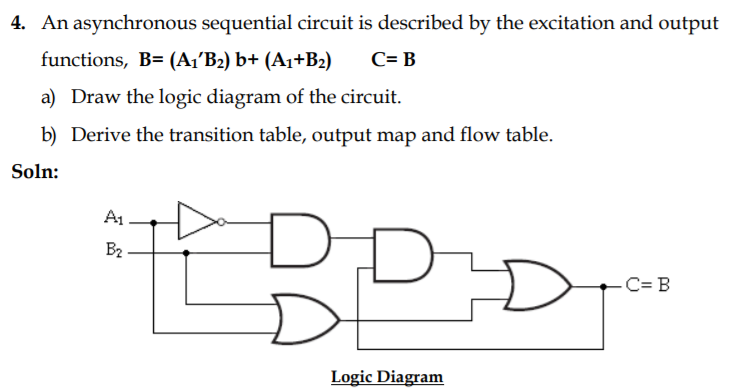 4. An asynchronous sequential circuit is described by the excitation and output
functions, B= (A₁′B₂) b+ (A₁+B₂) C= B
a) Draw the logic diagram of the circuit.
b) Derive the transition table, output map and flow table.
Soln:
A₁
B₂
C= B
Logic Diagram